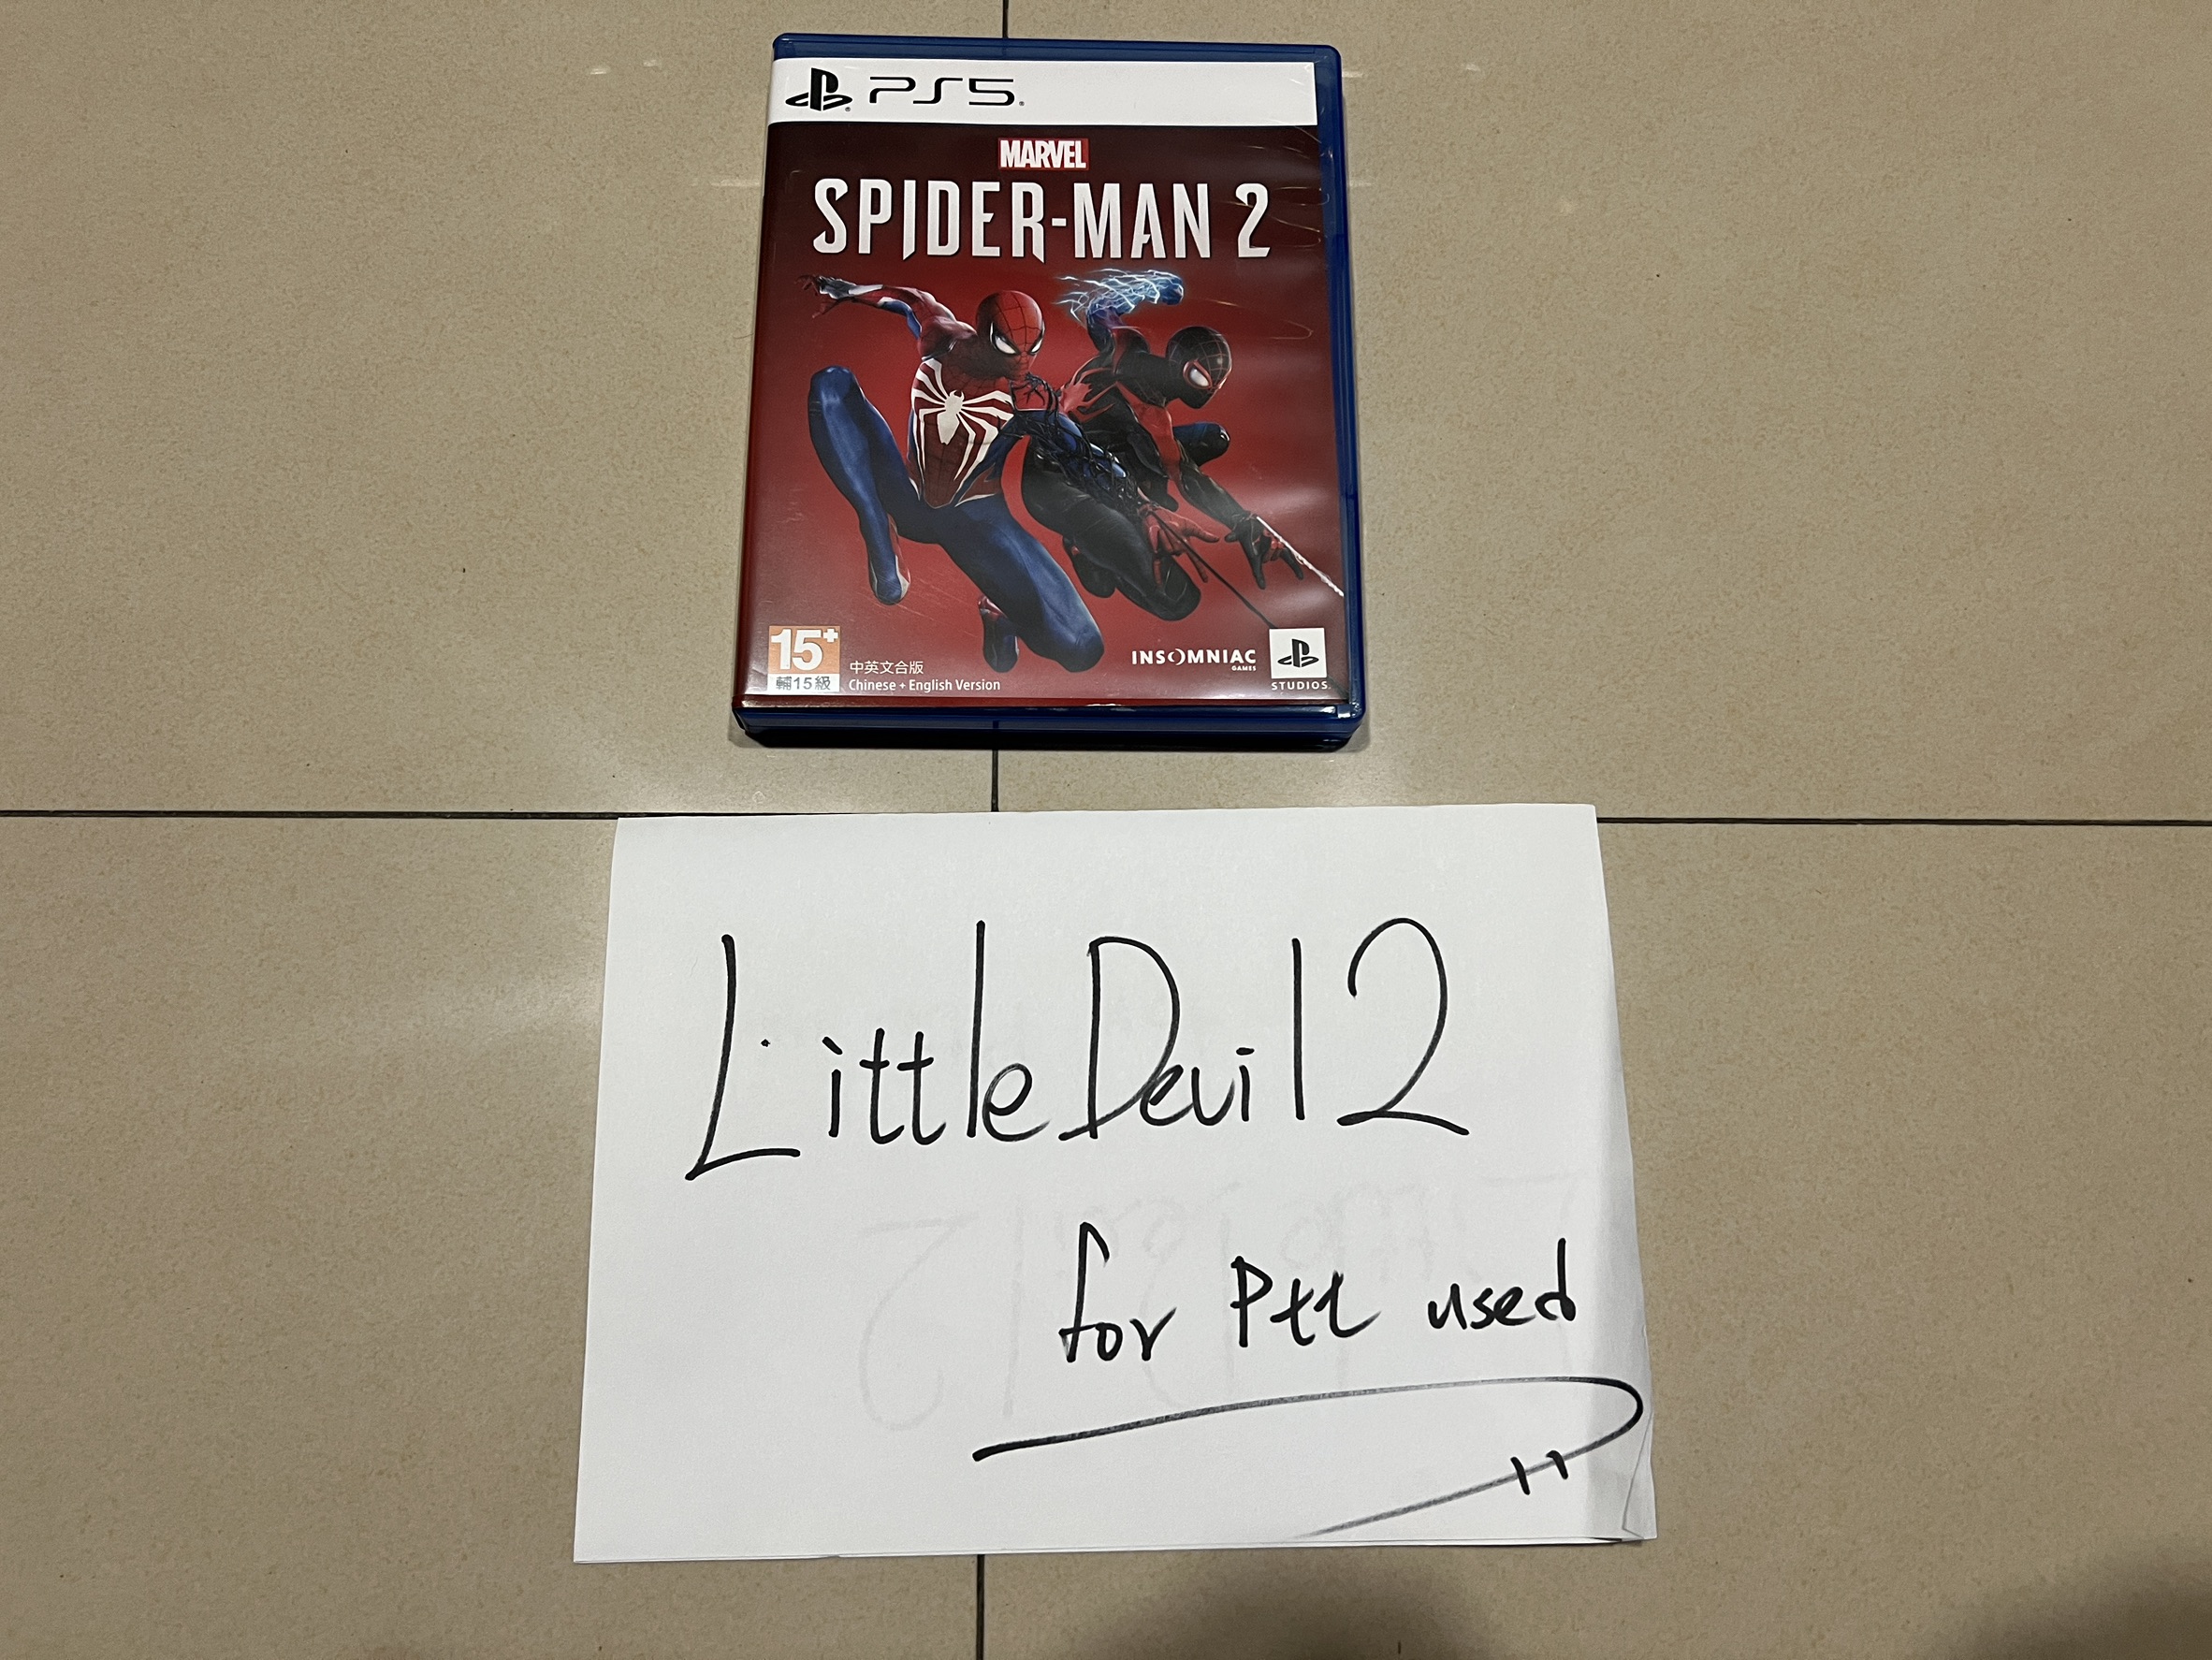 PS5
MARVEL
SPIDER-MAN 2
15+
輔15級
中英文合版
Chinese + English Version
INSOMNIAC
GAMES
STUDIOS
LittleDevil2
for Ptt used